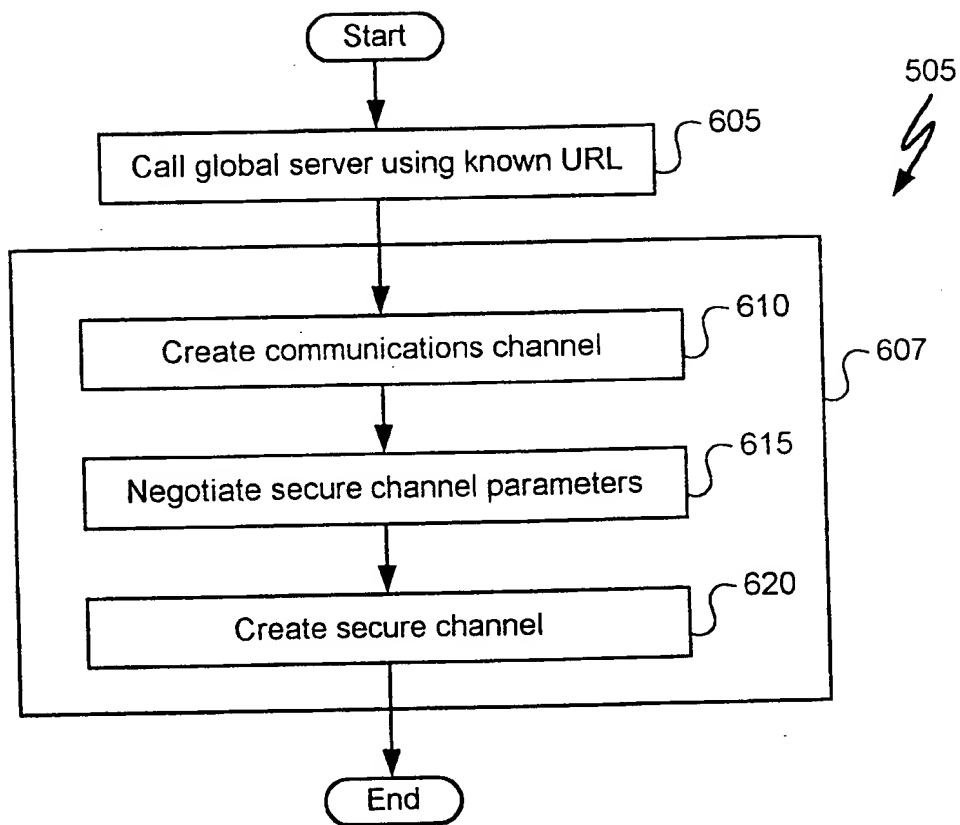 Start
505
Call global server using known URL
605
Create communications channel
610
607
Negotiate secure channel parameters
615
Create secure channel
620
End